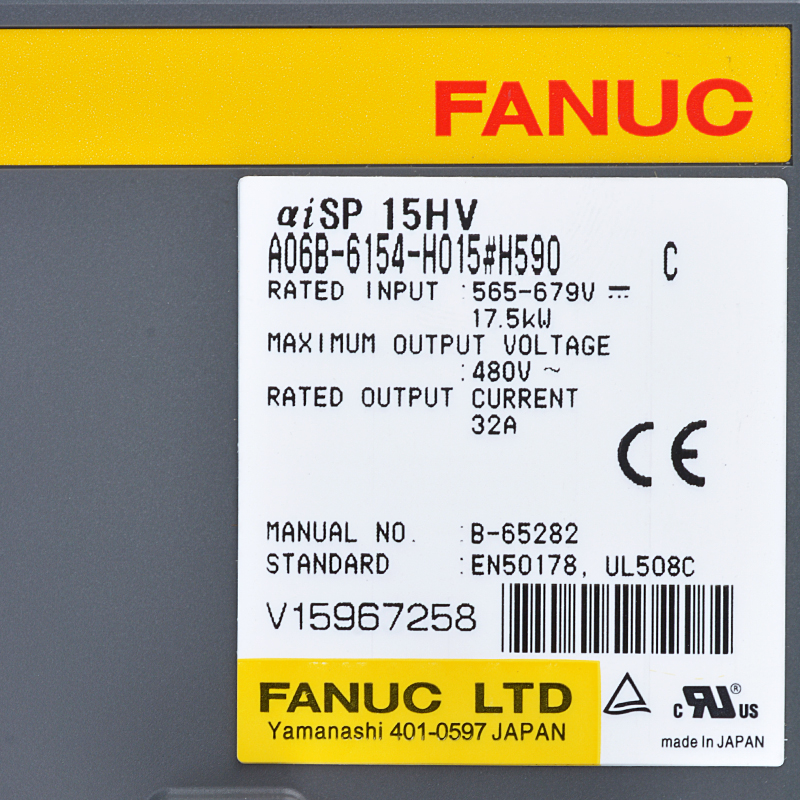 FANUC
αiSP 15HV
A06B-6154-H015#H590 C
RATED INPUT :565-679V ⎓
17.5kW
MAXIMUM OUTPUT VOLTAGE
:480V ~
RATED OUTPUT CURRENT
32A
CE
MANUAL NO. :B-65282
STANDARD :EN50178, UL508C
V15967258
FANUC LTD
Yamanashi 401-0597 JAPAN
c RU® US
made In JAPAN